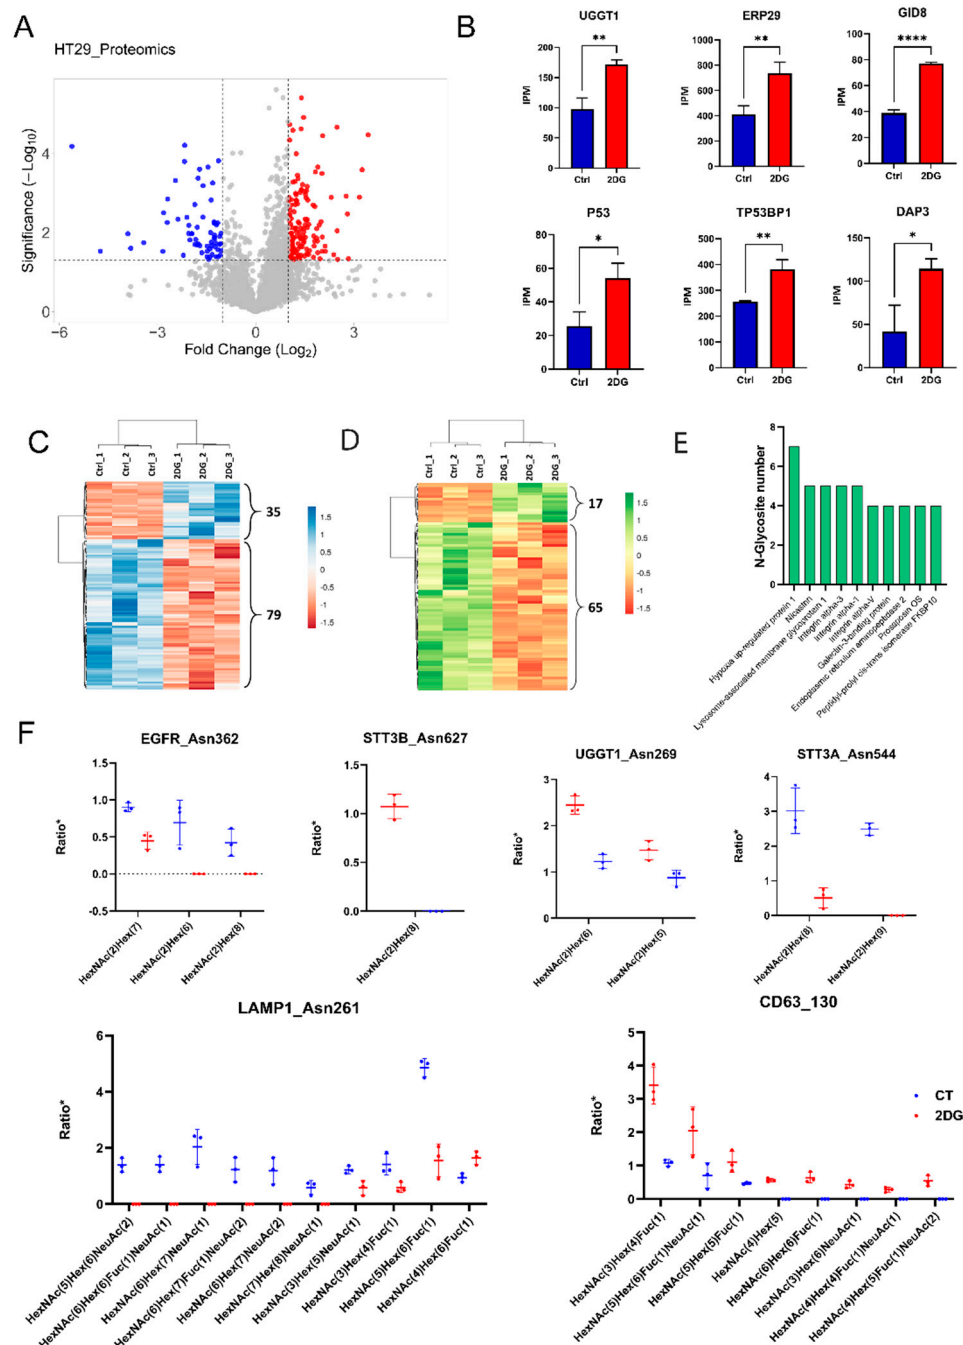 A
HT29_Proteomics
Significance (−Log10)
4
2
0
−6
−3
0
3
Fold Change (Log2)
B
UGGT1
**
IPM
200
150
100
50
0
Ctrl
2DG
ERP29
**
IPM
1000
800
600
400
200
0
Ctrl
2DG
GID8
****
IPM
100
80
60
40
20
0
Ctrl
2DG
P53
*
IPM
80
60
40
20
0
Ctrl
2DG
TP53BP1
**
IPM
500
400
300
200
100
0
Ctrl
2DG
DAP3
*
IPM
150
100
50
0
Ctrl
2DG
C
Ctrl_1
Ctrl_2
Ctrl_3
2DG_1
2DG_2
2DG_3
35
79
1.5
1
0.5
0
-0.5
-1
-1.5
D
Ctrl_1
Ctrl_2
Ctrl_3
2DG_1
2DG_2
2DG_3
17
65
1.5
1
0.5
0
-0.5
-1
-1.5
E
N-Glycosite number
8
6
4
2
0
Hypoxia up-regulated protein 1
Nicastrin
Lysosome-associated membrane glycoprotein 1
Integrin alpha-3
Integrin alpha-1
Integrin alpha-V
Galectin-3-binding protein
Endoplasmic reticulum aminopeptidase 2
Prosaposin OS
Peptidyl-prolyl cis-trans isomerase FKBP10
F
EGFR_Asn362
Ratio*
1.5
1.0
0.5
0.0
-0.5
HexNAc(2)Hex(7)
HexNAc(2)Hex(6)
HexNAc(2)Hex(8)
STT3B_Asn627
Ratio*
1.5
1.0
0.5
0.0
HexNAc(2)Hex(8)
UGGT1_Asn269
Ratio*
3
2
1
0
HexNAc(2)Hex(6)
HexNAc(2)Hex(5)
STT3A_Asn544
Ratio*
4
3
2
1
0
HexNAc(2)Hex(8)
HexNAc(2)Hex(9)
LAMP1_Asn261
Ratio*
6
4
2
0
HexNAc(5)Hex(6)NeuAc(2)
HexNAc(6)Hex(6)Fuc(1)NeuAc(1)
HexNAc(6)Hex(7)NeuAc(1)
HexNAc(6)Hex(7)Fuc(1)NeuAc(2)
HexNAc(6)Hex(7)NeuAc(2)
HexNAc(7)Hex(6)NeuAc(1)
HexNAc(3)Hex(5)NeuAc(1)
HexNAc(3)Hex(4)Fuc(1)
HexNAc(5)Hex(6)Fuc(1)
HexNAc(4)Hex(6)Fuc(1)
CD63_130
Ratio*
5
4
3
2
1
0
HexNAc(3)Hex(4)Fuc(1)
HexNAc(5)Hex(6)Fuc(1)NeuAc(1)
HexNAc(5)Hex(5)Fuc(1)
HexNAc(4)Hex(5)
HexNAc(6)Hex(6)Fuc(1)
HexNAc(3)Hex(6)NeuAc(1)
HexNAc(4)Hex(4)Fuc(1)NeuAc(1)
HexNAc(4)Hex(5)Fuc(1)NeuAc(2)
CT
2DG